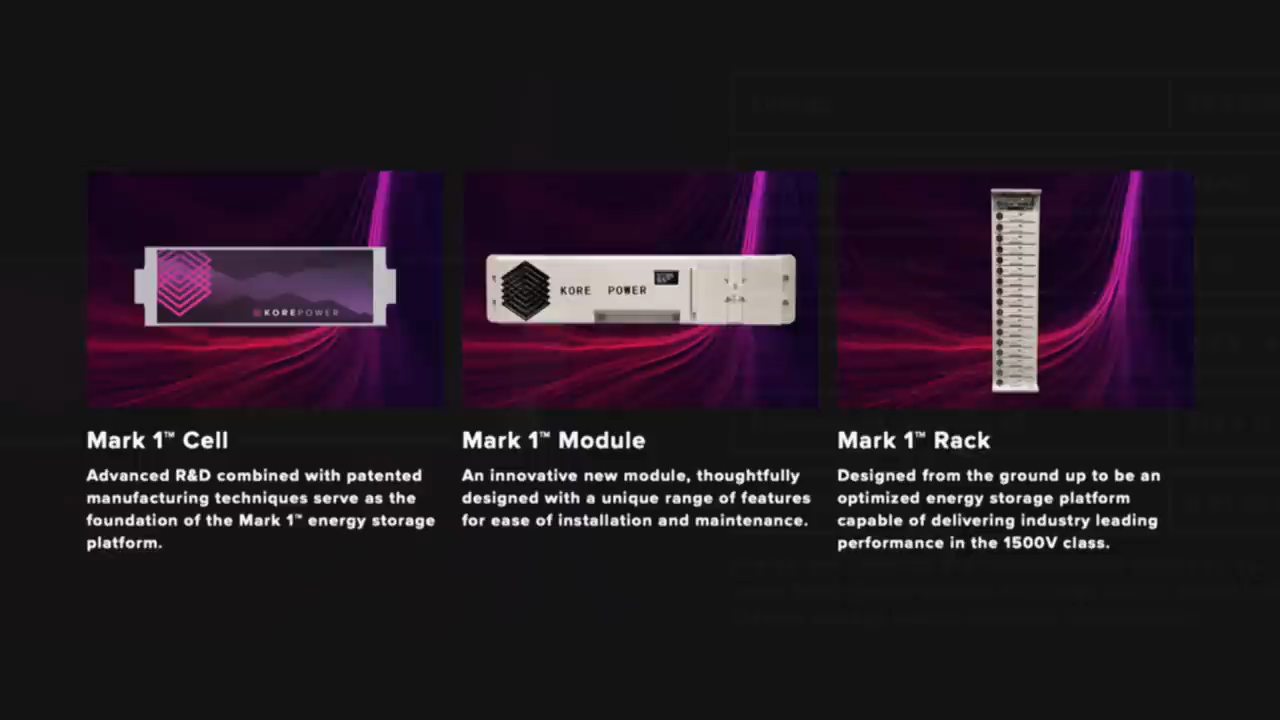 KOREPOWER
KORE POWER
Mark 1™ Cell
Advanced R&D combined with patented
manufacturing techniques serve as the
foundation of the Mark 1™ energy storage
platform.
Mark 1™ Module
An innovative new module, thoughtfully
designed with a unique range of features
for ease of installation and maintenance.
Mark 1™ Rack
Designed from the ground up to be an
optimized energy storage platform
capable of delivering industry leading
performance in the 1500V class.